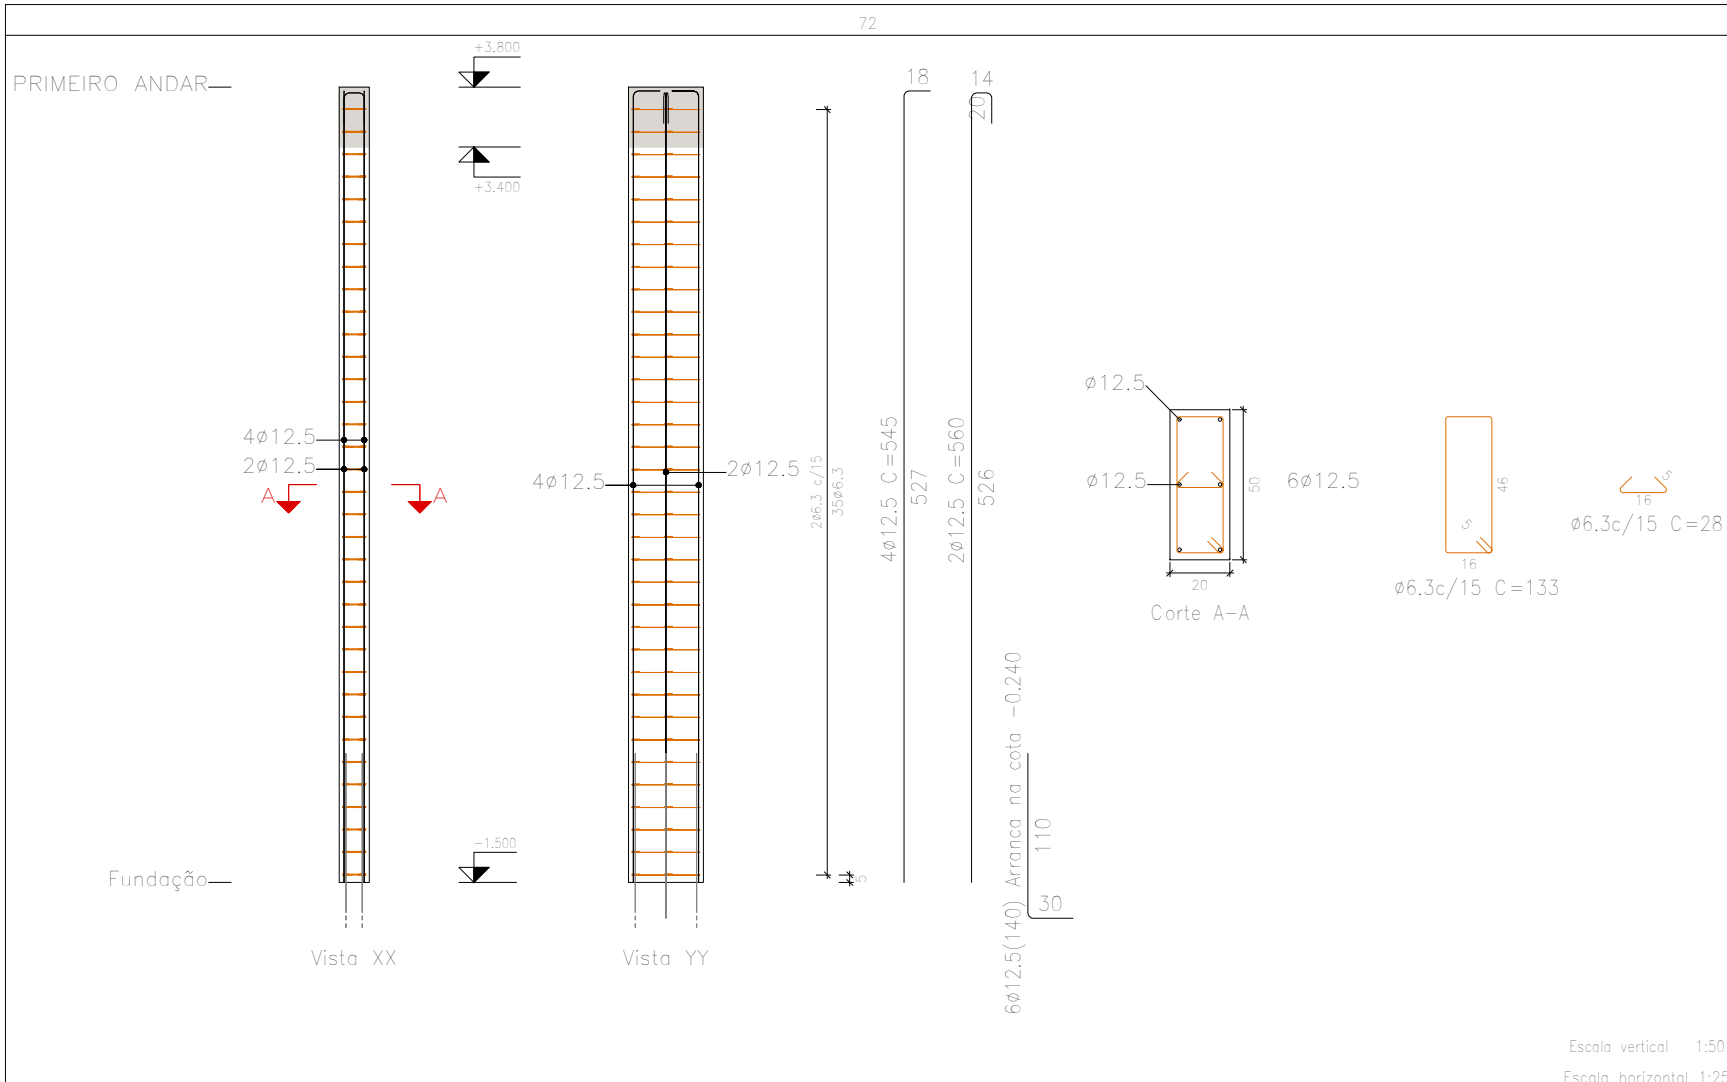 72
+3.800
PRIMEIRO ANDAR
+3.400
18
14
20
4ø12.5
2ø12.5
A
A
4ø12.5
2ø12.5
2ø6.3 c/15
35ø6.3
4ø12.5 C=545
527
2ø12.5 C=560
526
ø12.5
ø12.5
50
6ø12.5
20
Corte A-A
46
5
16
ø6.3c/15 C=133
5
16
ø6.3c/15 C=28
-1.500
Fundação
5
6ø12.5(140) Arranca na cota -0.240
110
30
Vista XX
Vista YY
Escala vertical 1:50
Escala horizontal 1:25